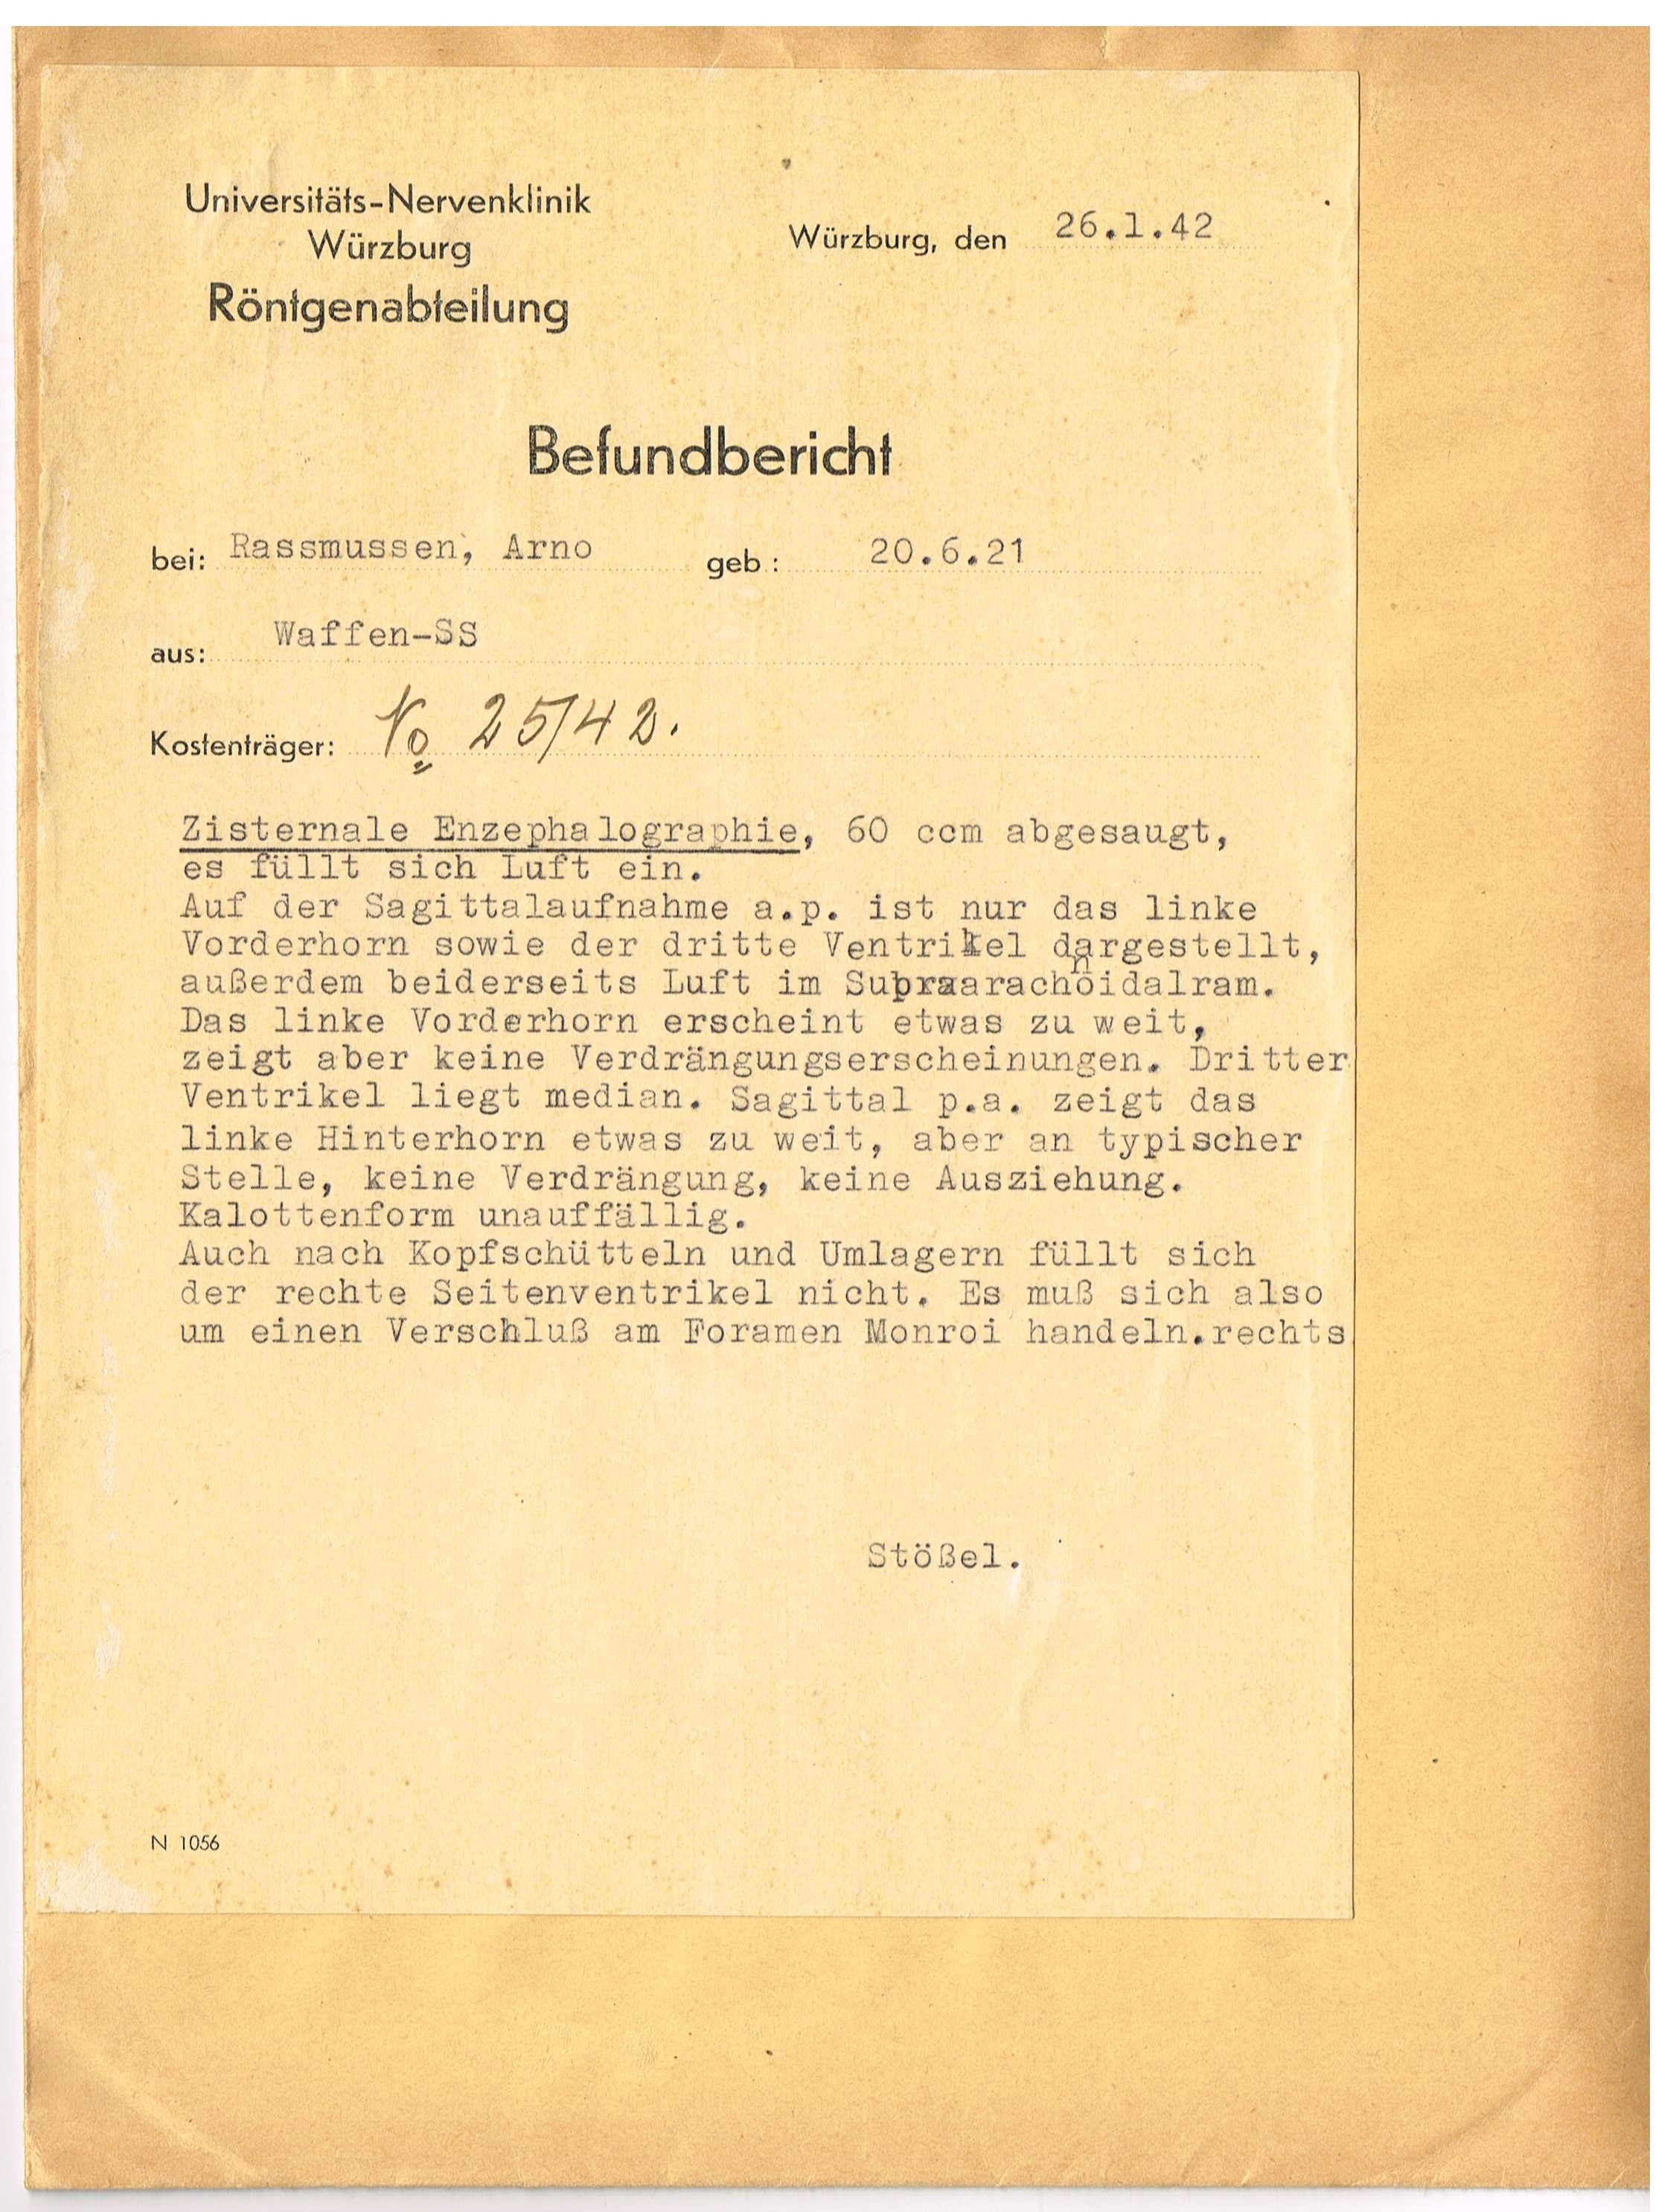 Universitäts-Nervenklinik
Würzburg
Röntgenabteilung
Würzburg, den 26.1.42
Befundbericht
bei: Rassmussen, Arno geb: 20.6.21
aus: Waffen-SS
Kostenträger: No 25/42.
Zisternale Enzephalographie, 60 ccm abgesaugt,
es füllt sich Luft ein.
Auf der Sagittalaufnahme a.p. ist nur das linke
Vorderhorn sowie der dritte Ventrikel dargestellt,
außerdem beiderseits Luft im Subraarachnoidalram.
Das linke Vorderhorn erscheint etwas zu weit,
zeigt aber keine Verdrängungserscheinungen. Dritter
Ventrikel liegt median. Sagittal p.a. zeigt das
linke Hinterhorn etwas zu weit, aber an typischer
Stelle, keine Verdrängung, keine Ausziehung.
Kalottenform unauffällig.
Auch nach Kopfschütteln und Umlagern füllt sich
der rechte Seitenventrikel nicht. Es muß sich also
um einen Verschluß am Foramen Monroi handeln.rechts
Stößel.
N 1056